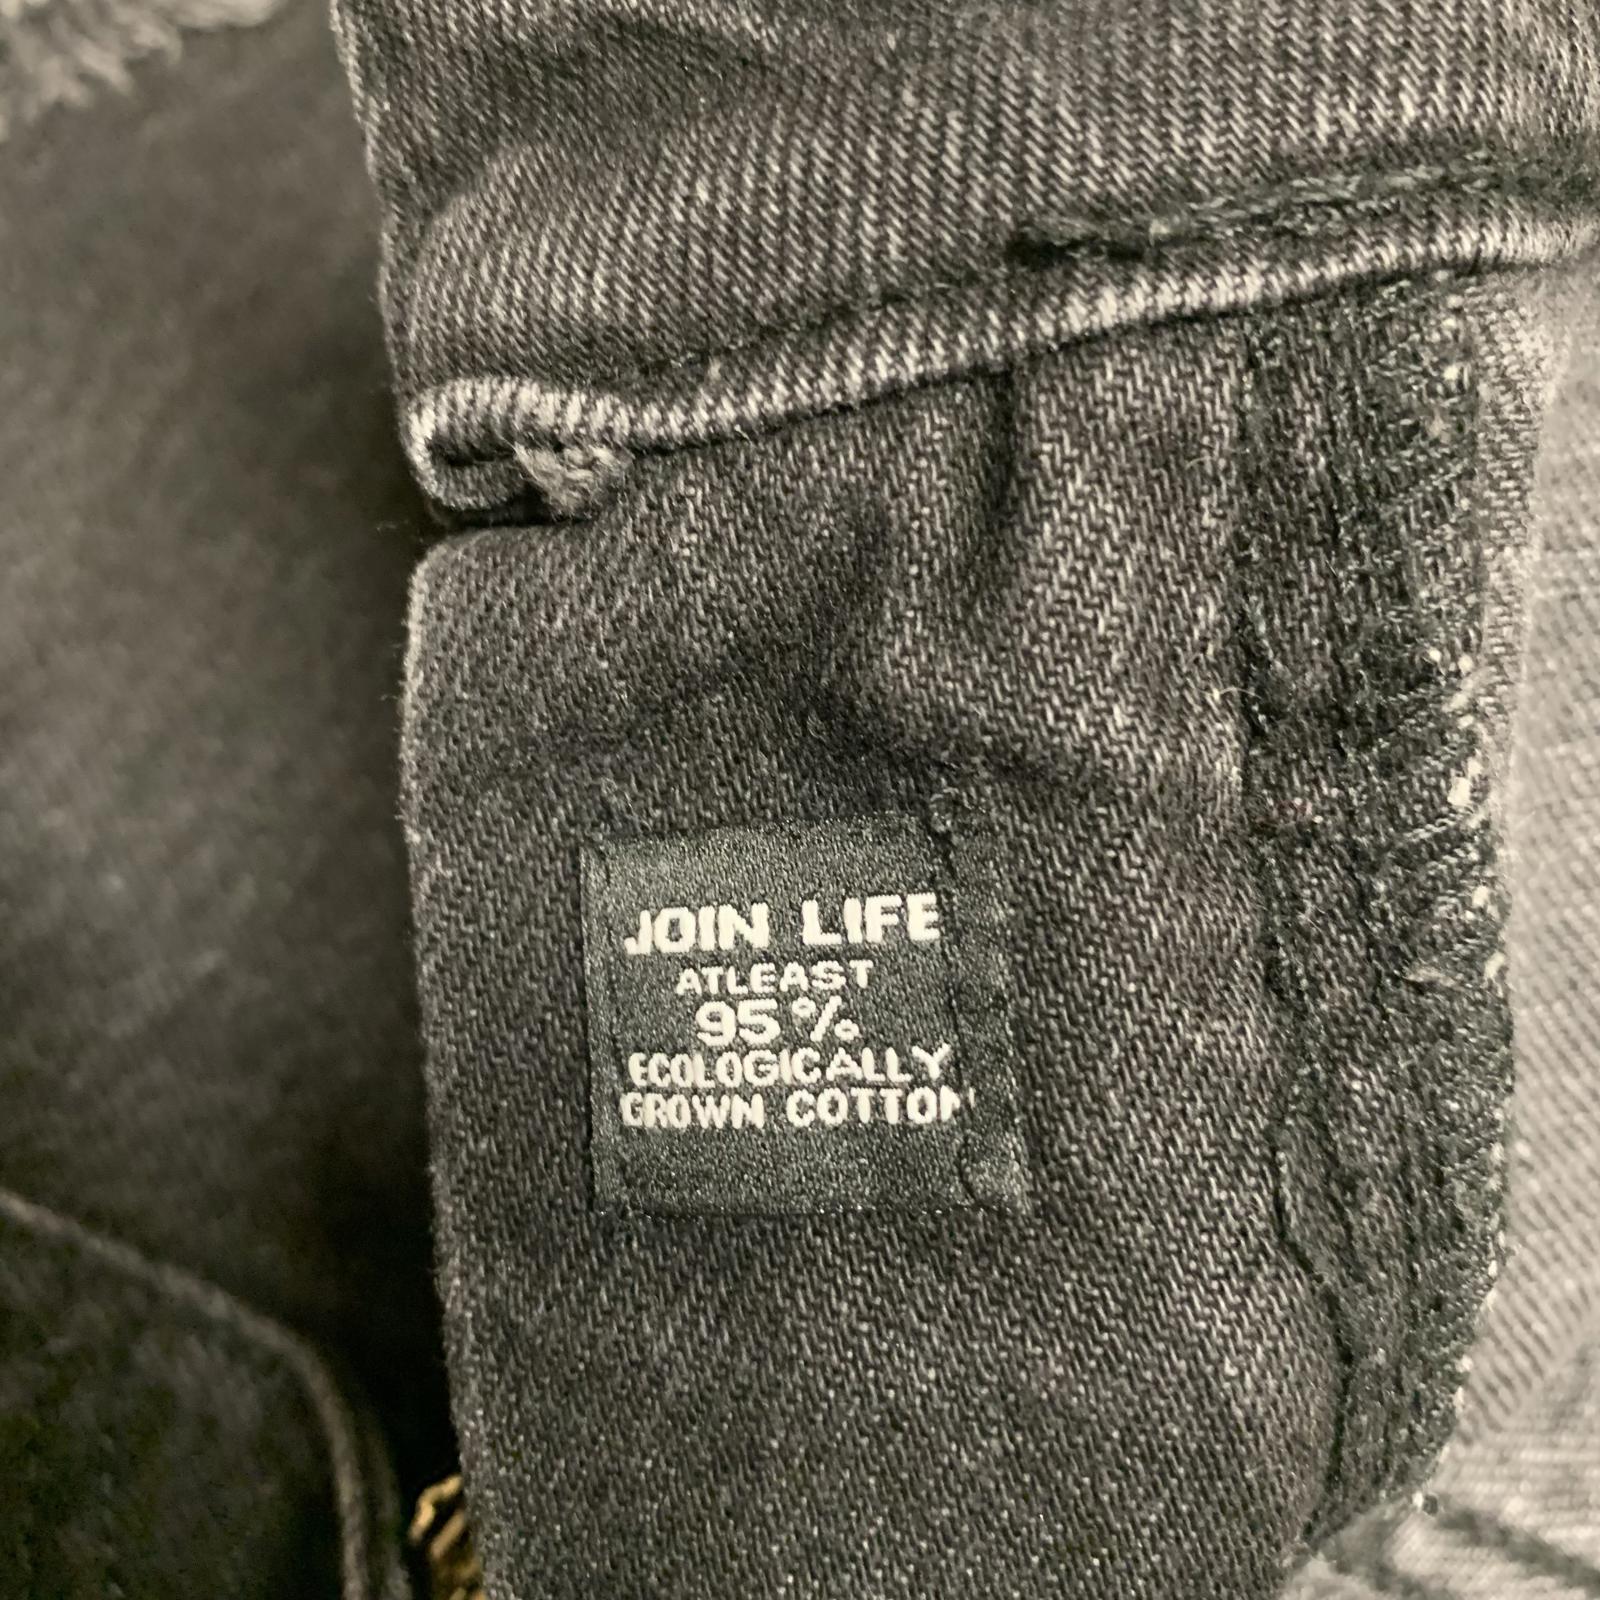 JOIN LIFE
ATLEAST
95%
ECOLOGICALLY
GROWN COTTON